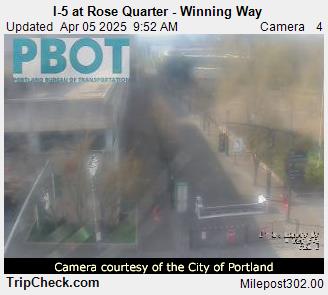 I-5 at Rose Quarter - Winning Way
Updated Apr 05 2025 9:52 AM Camera 4
PBOT
PORTLAND BUREAU OF TRANSPORTATION
Camera courtesy of the City of Portland
TripCheck.com Milepost302.00